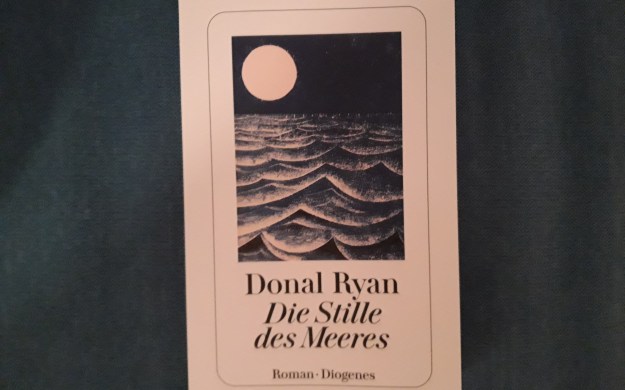 Donal Ryan
Die Stille
des Meeres
Roman · Diogenes